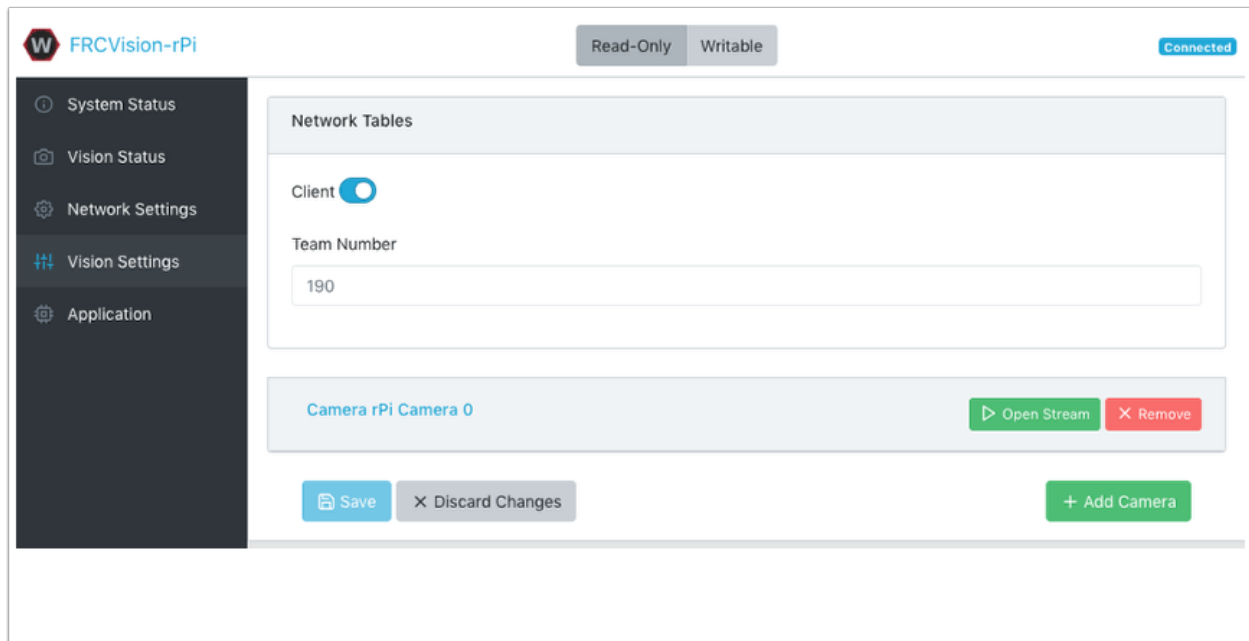 W FRCVision-rPi
Read-Only Writable
Connected
System Status
Vision Status
Network Settings
Vision Settings
Application
Network Tables
Client
Team Number
190
Camera rPi Camera 0
Open Stream Remove
Save Discard Changes
+ Add Camera